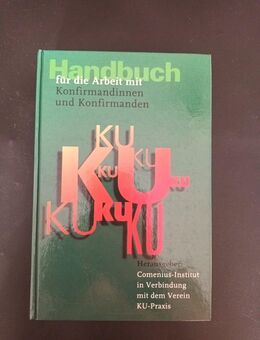 Handbuch
für die Arbeit mit
Konfirmandinnen
und Konfirmanden
KU
KU
KU
KU-
KU
KU
KU
KU
Herausgeber:
Comenius-Institut
in Verbindung
mit dem Verein
KU-Praxis